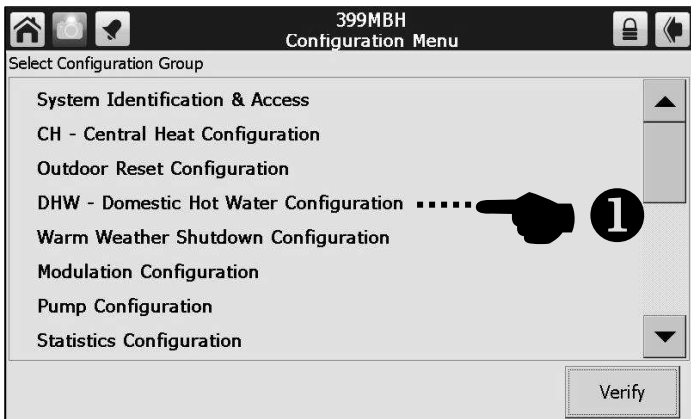 399MBH
Configuration Menu
Select Configuration Group
System Identification & Access
CH - Central Heat Configuration
Outdoor Reset Configuration
DHW - Domestic Hot Water Configuration
1
Warm Weather Shutdown Configuration
Modulation Configuration
Pump Configuration
Statistics Configuration
Verify